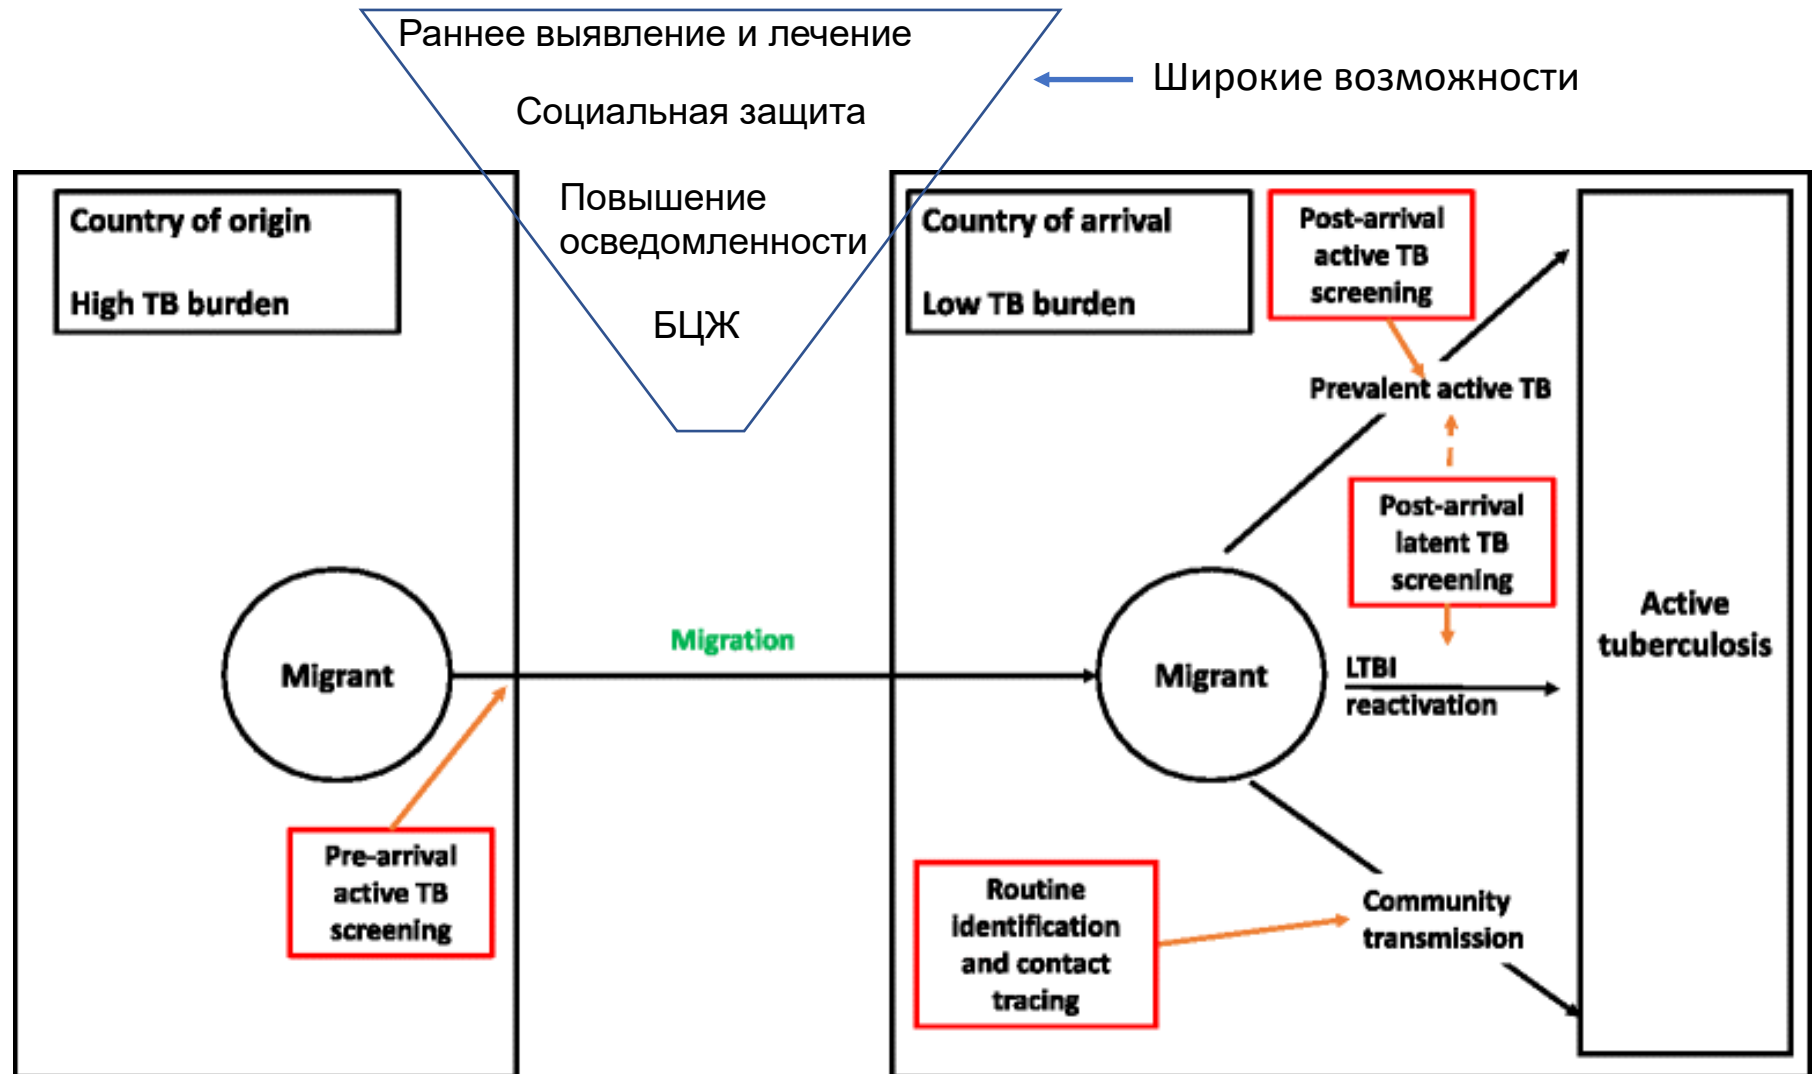 Раннее выявление и лечение
Широкие возможности
Социальная защита
Повышение
осведомленности
БЦЖ
Country of origin
High TB burden
Country of arrival
Low TB burden
Post-arrival
active TB
screening
Prevalent active TB
Post-arrival
latent TB
screening
Active
tuberculosis
Migrant
Migration
Migrant
LTBI
reactivation
Pre-arrival
active TB
screening
Routine
identification
and contact
tracing
Community
transmission